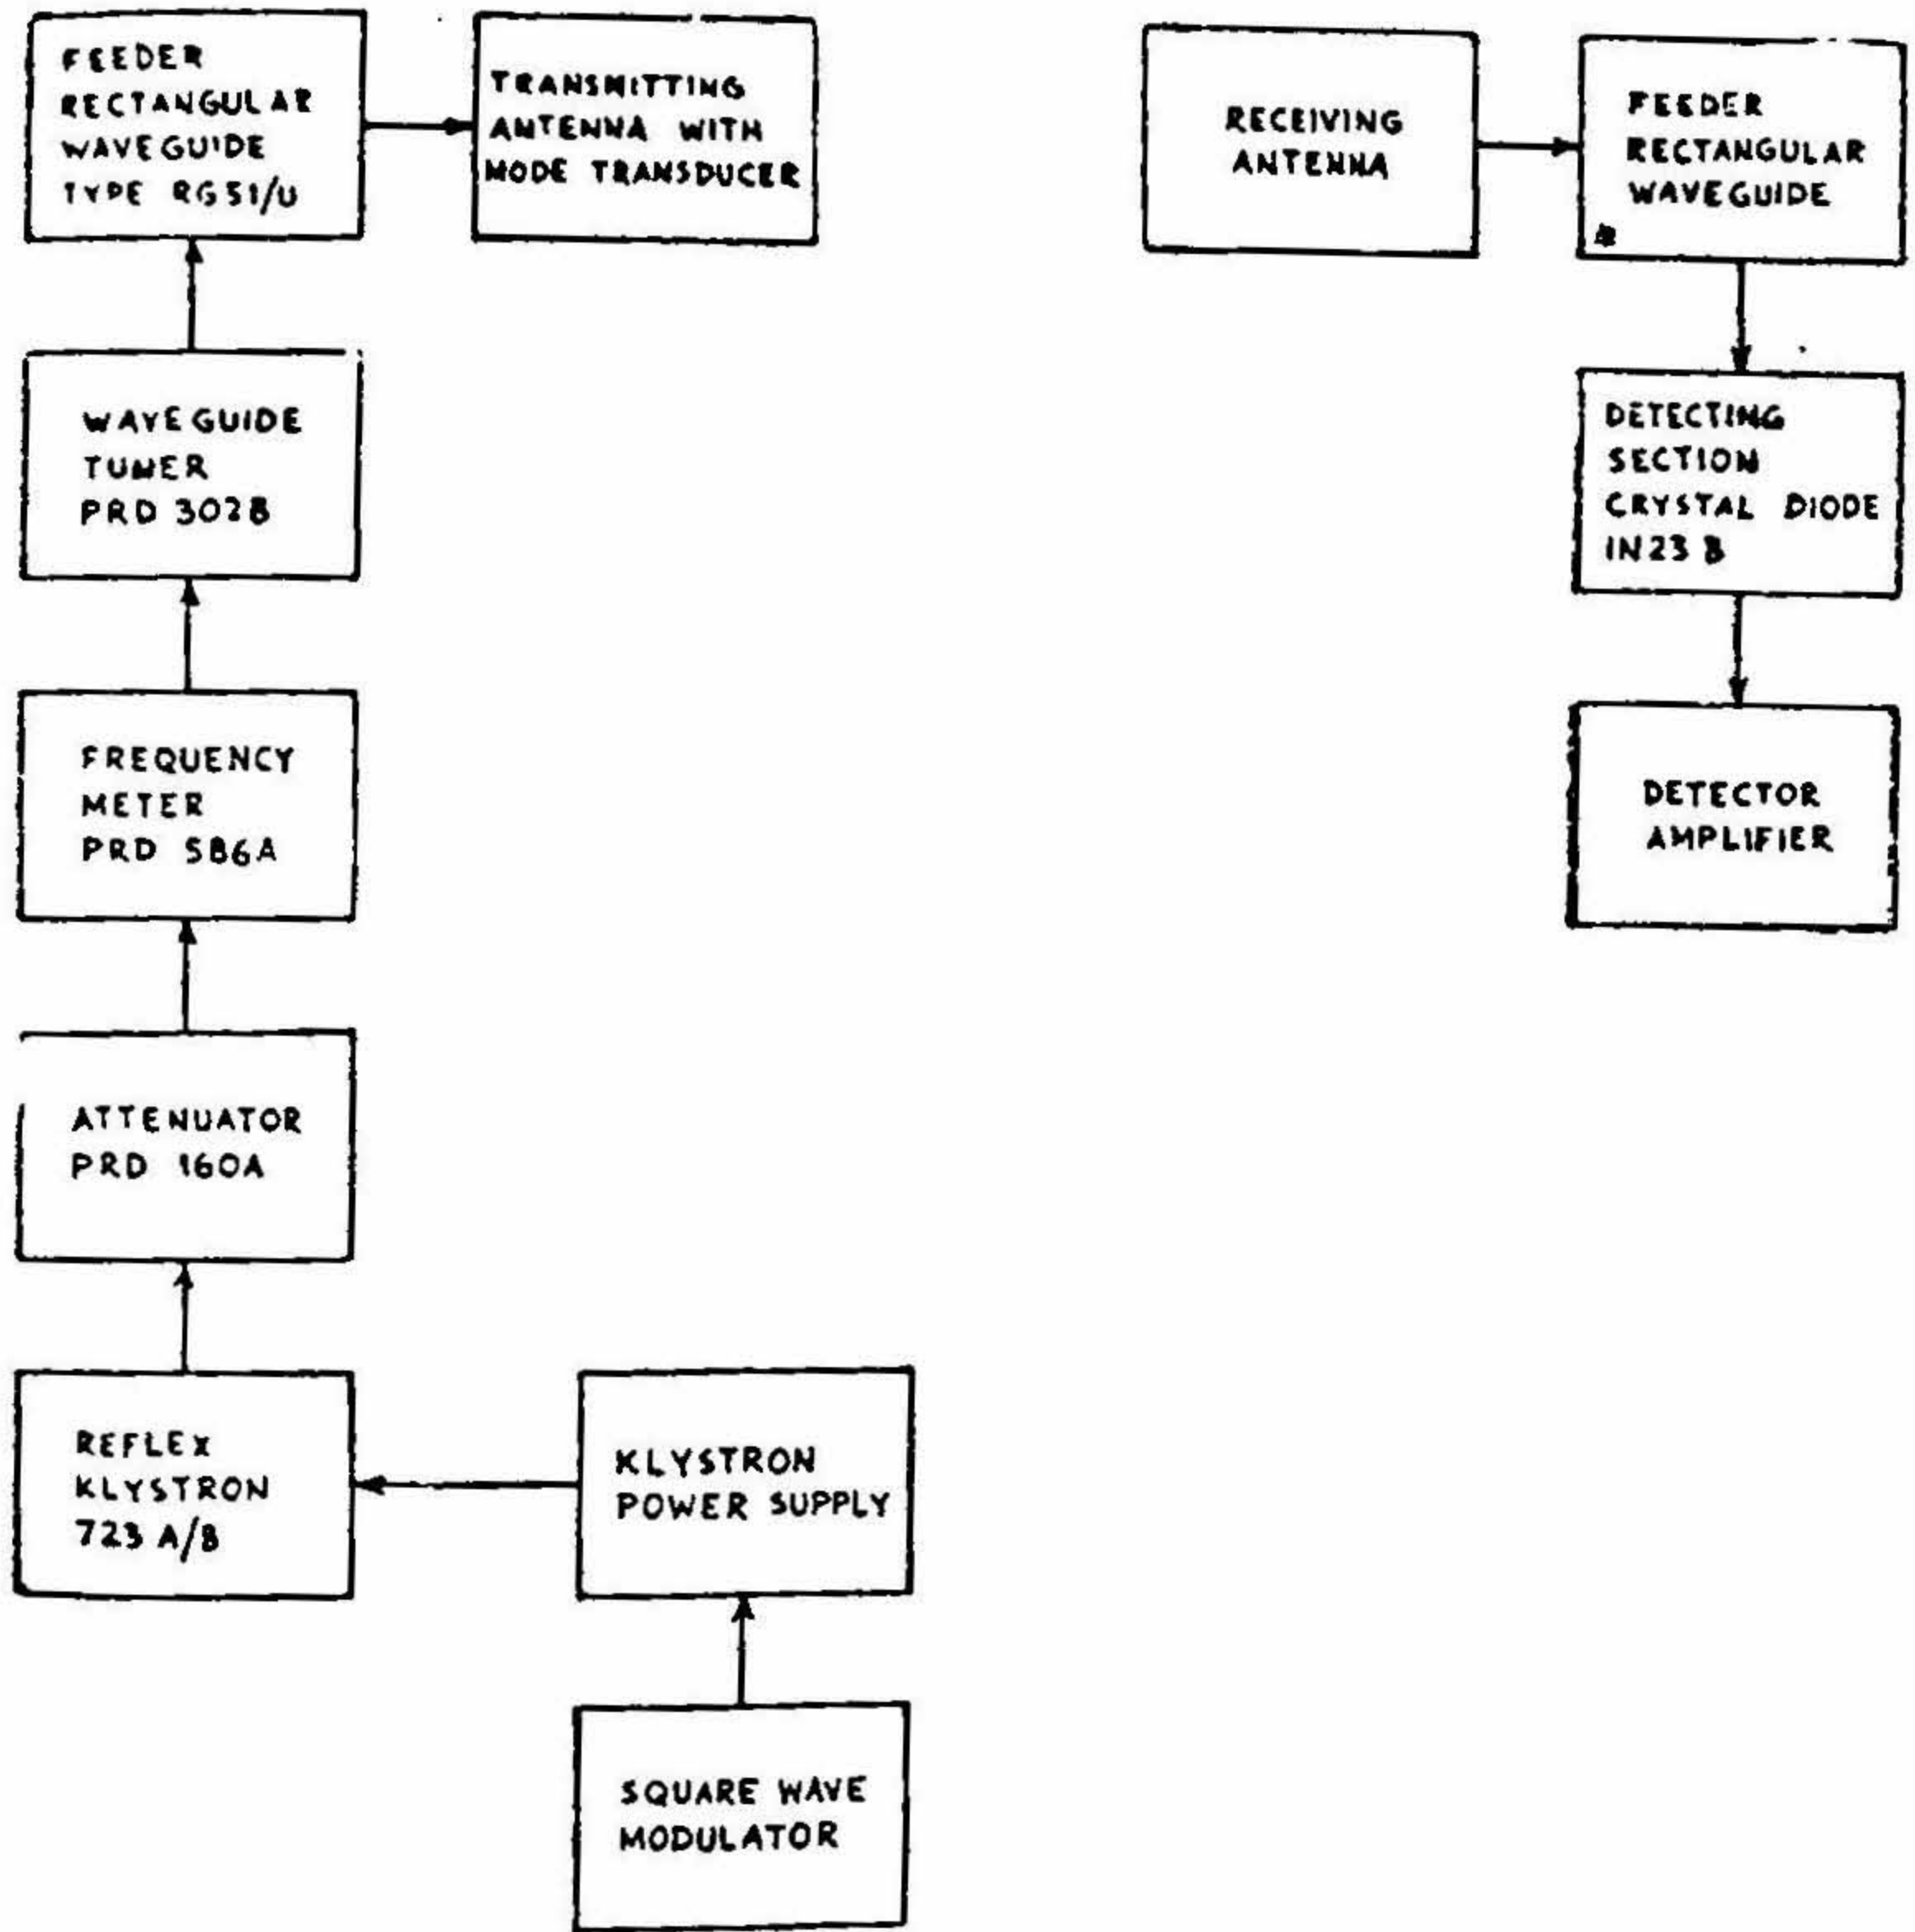 FEEDER
RECTANGULAR
WAVEGUIDE
TYPE RG51/U
TRANSMITTING
ANTENNA WITH
MODE TRANSDUCER
RECEIVING
ANTENNA
FEEDER
RECTANGULAR
WAVEGUIDE
WAVEGUIDE
TUNER
PRD 302B
DETECTING
SECTION
CRYSTAL DIODE
IN23 B
FREQUENCY
METER
PRD 586A
DETECTOR
AMPLIFIER
ATTENUATOR
PRD 160A
REFLEX
KLYSTRON
723 A/B
KLYSTRON
POWER SUPPLY
SQUARE WAVE
MODULATOR